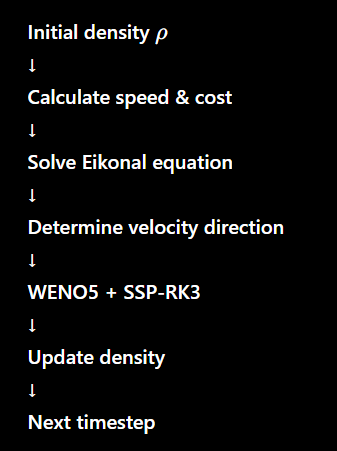 Initial density ρ
↓
Calculate speed & cost
↓
Solve Eikonal equation
↓
Determine velocity direction
↓
WENO5 + SSP-RK3
↓
Update density
↓
Next timestep